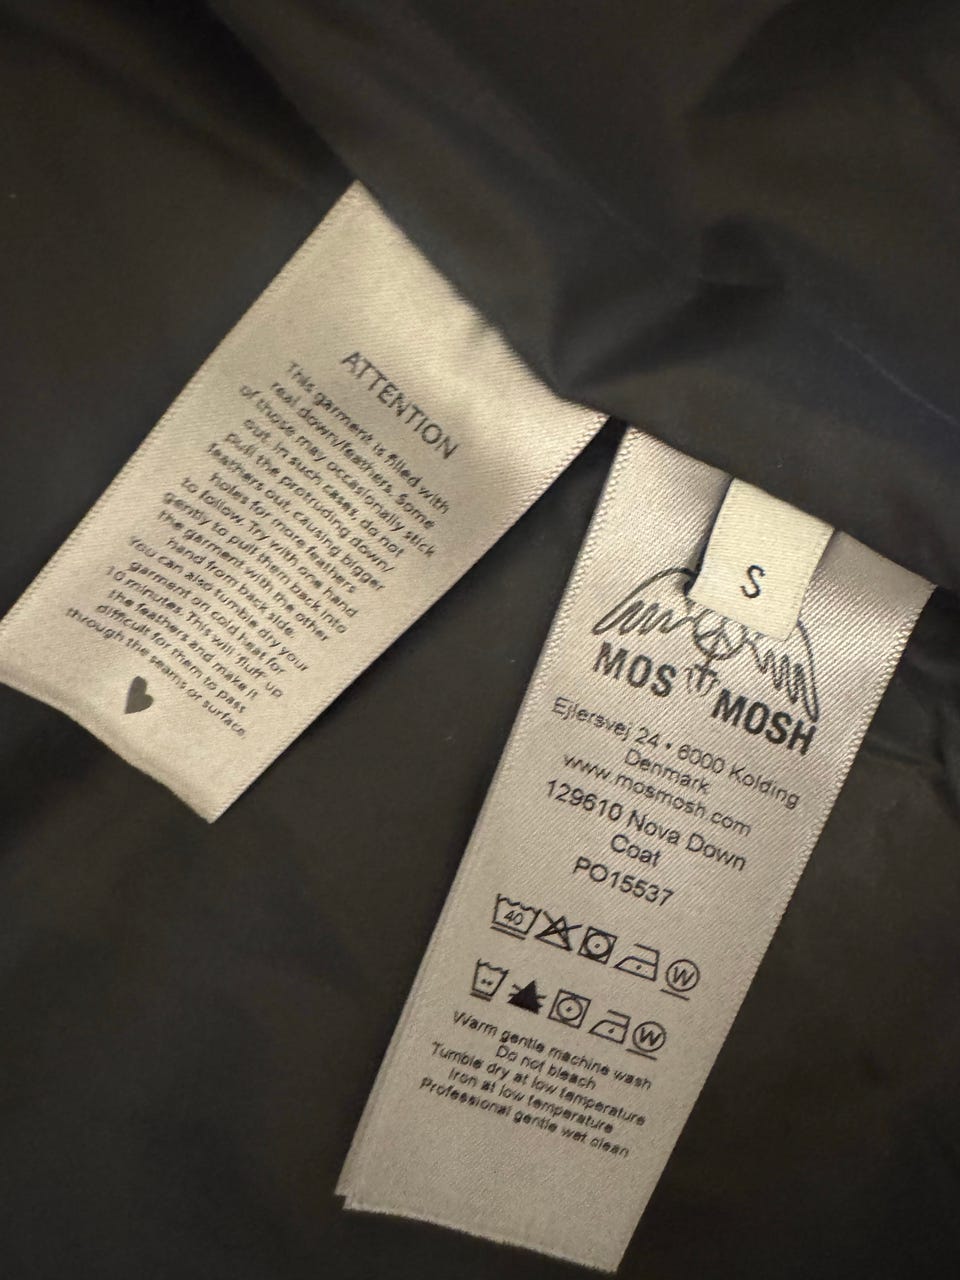 ATTENTION
This garment is filled with
real down/feathers. Some
of those may occasionally stick
out. In such cases, do not
pull the protruding down/
feathers out, causing bigger
holes for more feathers
to follow. Try with one hand
gently to pull them back into
the garment with the other
hand from back side.
You can also tumble dry your
garment on cold heat for
10 minutes. This will fluff up
the feathers and make it
difficult for them to pass
through the seams or surface.
S
MOS MOSH
Ejlersvej 24 • 6000 Kolding
Denmark
www.mosmosh.com
129610 Nova Down
Coat
PO15537
40
W
W
Warm gentle machine wash
Do not bleach
Tumble dry at low temperature
Iron at low temperature
Professional gentle wet clean